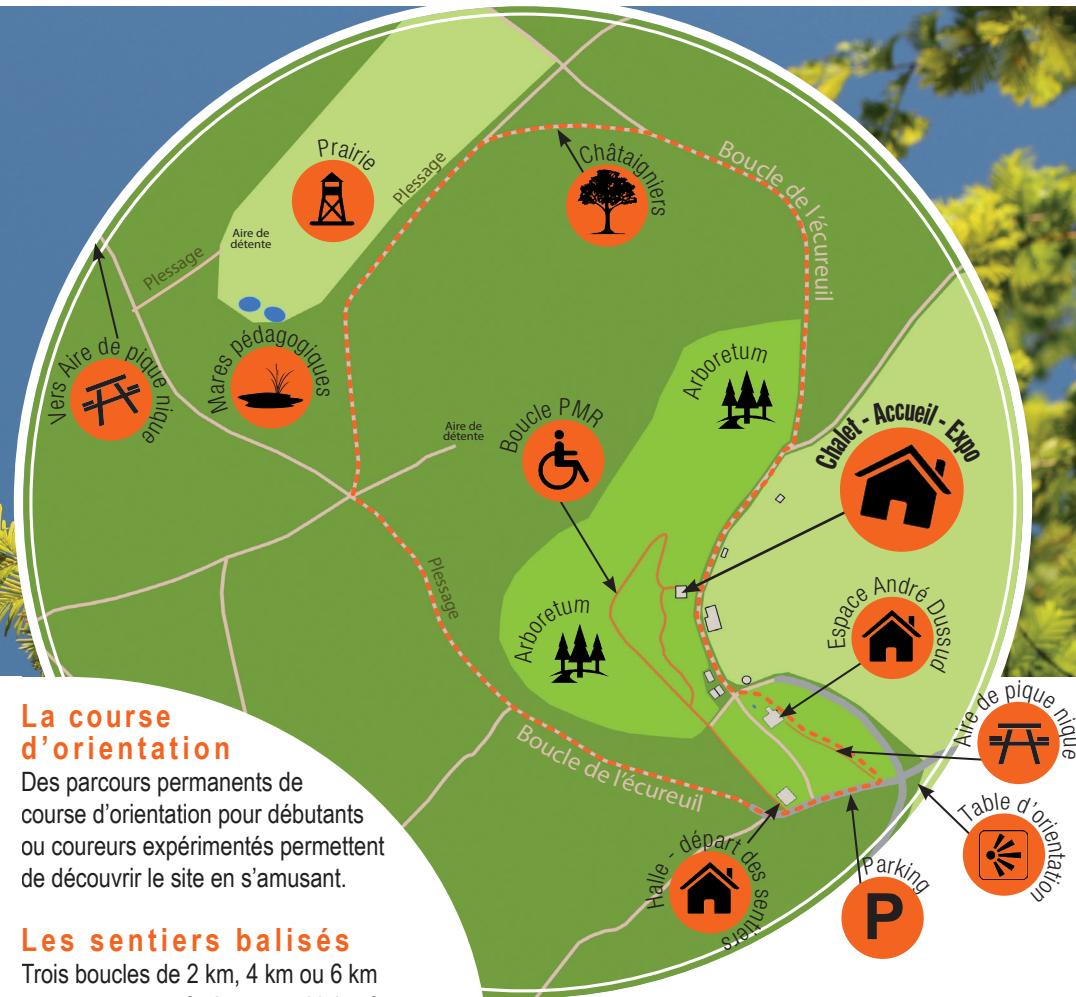 Prairie
Plessage
Châtaigniers
Boucle de l'écureuil
Aire de
détente
Plessage
Vers Aire de pique nique
Mares pédagogiques
Arboretum
Boucle PMR
Aire de
détente
Chalet - Accueil - Expo
Plessage
Arboretum
Espace André Dussud
Aire de pique nique
Boucle de l'écureuil
Table d'orientation
Halle - départ des sentiers
Parking
P
La course
d'orientation
Des parcours permanents de
course d'orientation pour débutants
ou coureurs expérimentés permettent
de découvrir le site en s'amusant.
Les sentiers balisés
Trois boucles de 2 km, 4 km ou 6 km